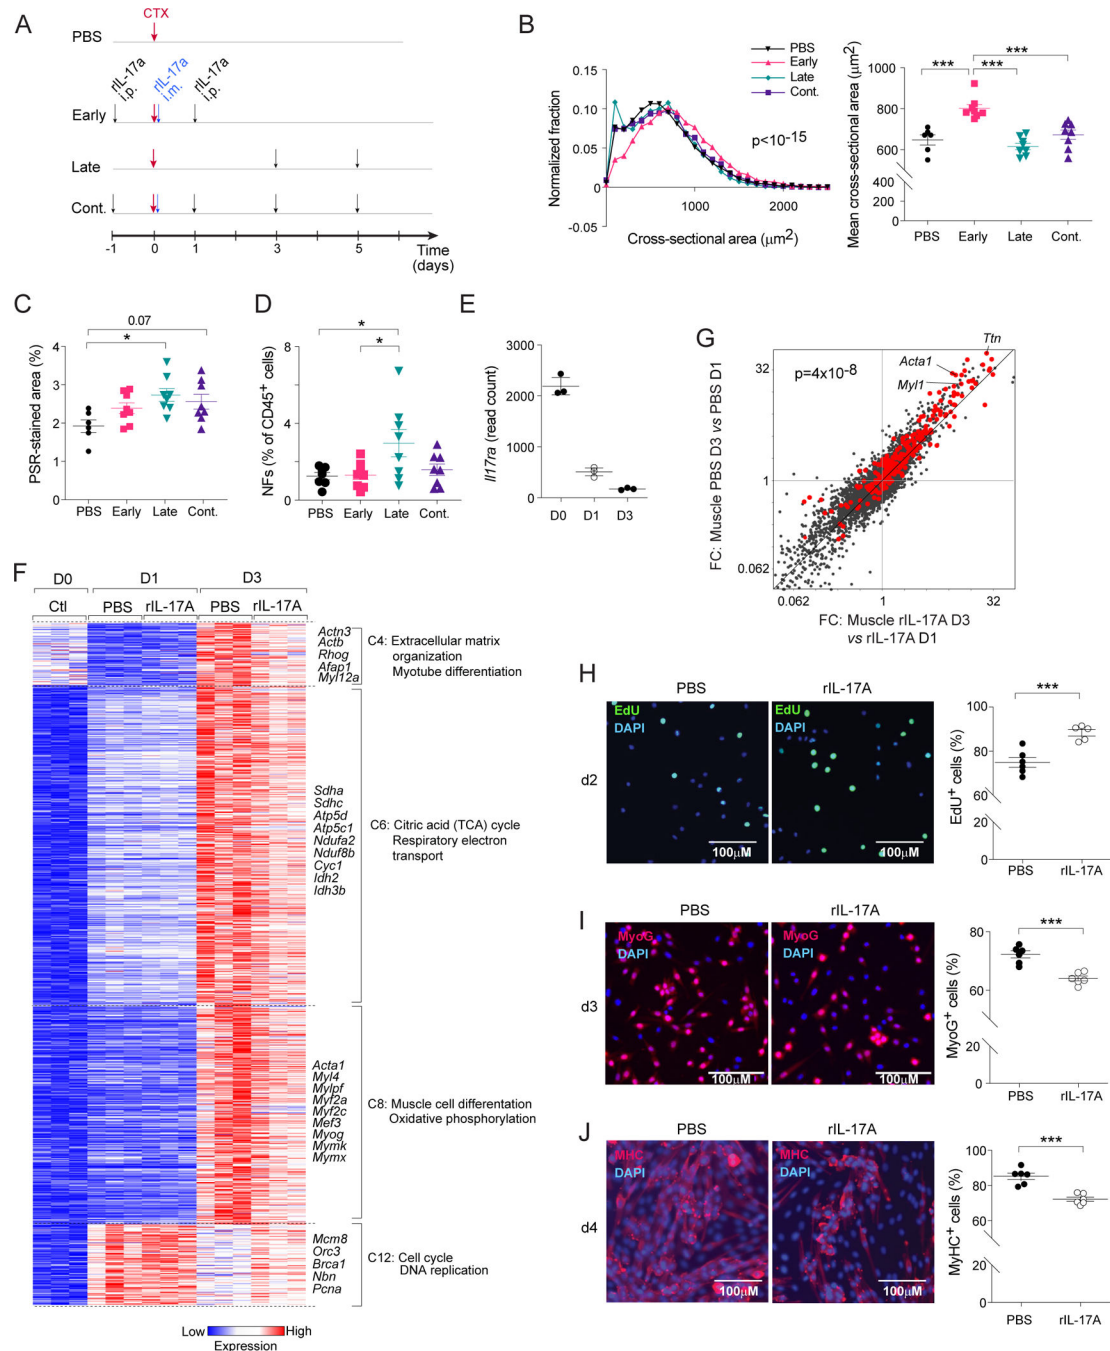 A
CTX
PBS
rIL-17a
i.p.
rIL-17a
i.m.
rIL-17a
i.p.
Early
Late
Cont.
-1
0
1
3
5
Time
(days)
B
PBS
Early
Late
Cont.
0.15
0.10
0.05
0
-0.05
Normalized fraction
p<10-15
1000
2000
Cross-sectional area (μm2)
Mean cross-sectional area (μm2)
1000
800
600
400
200
0
***
***
***
PBS
Early
Late
Cont.
C
PSR-stained area (%)
4
3
2
1
0
0.07
*
PBS
Early
Late
Cont.
D
NFs (% of CD45+ cells)
8
6
4
2
0
*
*
PBS
Early
Late
Cont.
E
Il17ra (read count)
3000
2000
1000
0
D0
D1
D3
G
FC: Muscle PBS D3 vs PBS D1
32
1
0.062
p=4x10-8
Ttn
Acta1
Myl1
0.062
1
32
FC: Muscle rIL-17A D3
vs rIL-17A D1
F
D0
D1
D3
Ctl
PBS
rIL-17A
PBS
rIL-17A
Actn3
Actb
Rhog
Afap1
Myl12a
C4: Extracellular matrix
organization
Myotube differentiation
Sdha
Sdhc
Atp5d
Atp5c1
Ndufa2
Nduf8b
Cyc1
Idh2
Idh3b
C6: Citric acid (TCA) cycle
Respiratory electron
transport
Acta1
Myl4
Mylpf
Myf2a
Myf2c
Mef3
Myog
Mymk
Mymx
C8: Muscle cell differentation
Oxidative phosphorylation
Mcm8
Orc3
Brca1
Nbn
Pcna
C12: Cell cycle
DNA replication
Low
High
Expression
H
PBS
rIL-17A
d2
EdU
DAPI
100μM
EdU
DAPI
100μM
EdU+ cells (%)
100
80
60
20
0
***
PBS
rIL-17A
I
PBS
rIL-17A
d3
MyoG
DAPI
100μM
MyoG
DAPI
100μM
MyoG+ cells (%)
80
60
20
0
***
PBS
rIL-17A
J
PBS
rIL-17A
d4
MHC
DAPI
100μM
MHC
DAPI
100μM
MyHC+ cells (%)
100
80
60
20
0
***
PBS
rIL-17A